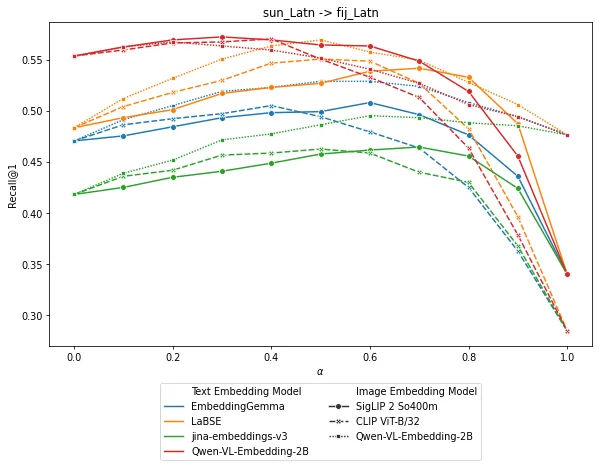 sun_Latn -> fij_Latn
Recall@1
0.55
0.50
0.45
0.40
0.35
0.30
0.0 0.2 0.4 0.6 0.8 1.0
α
Text Embedding Model
EmbeddingGemma
LaBSE
jina-embeddings-v3
Qwen-VL-Embedding-2B
Image Embedding Model
SigLIP 2 So400m
CLIP ViT-B/32
Qwen-VL-Embedding-2B